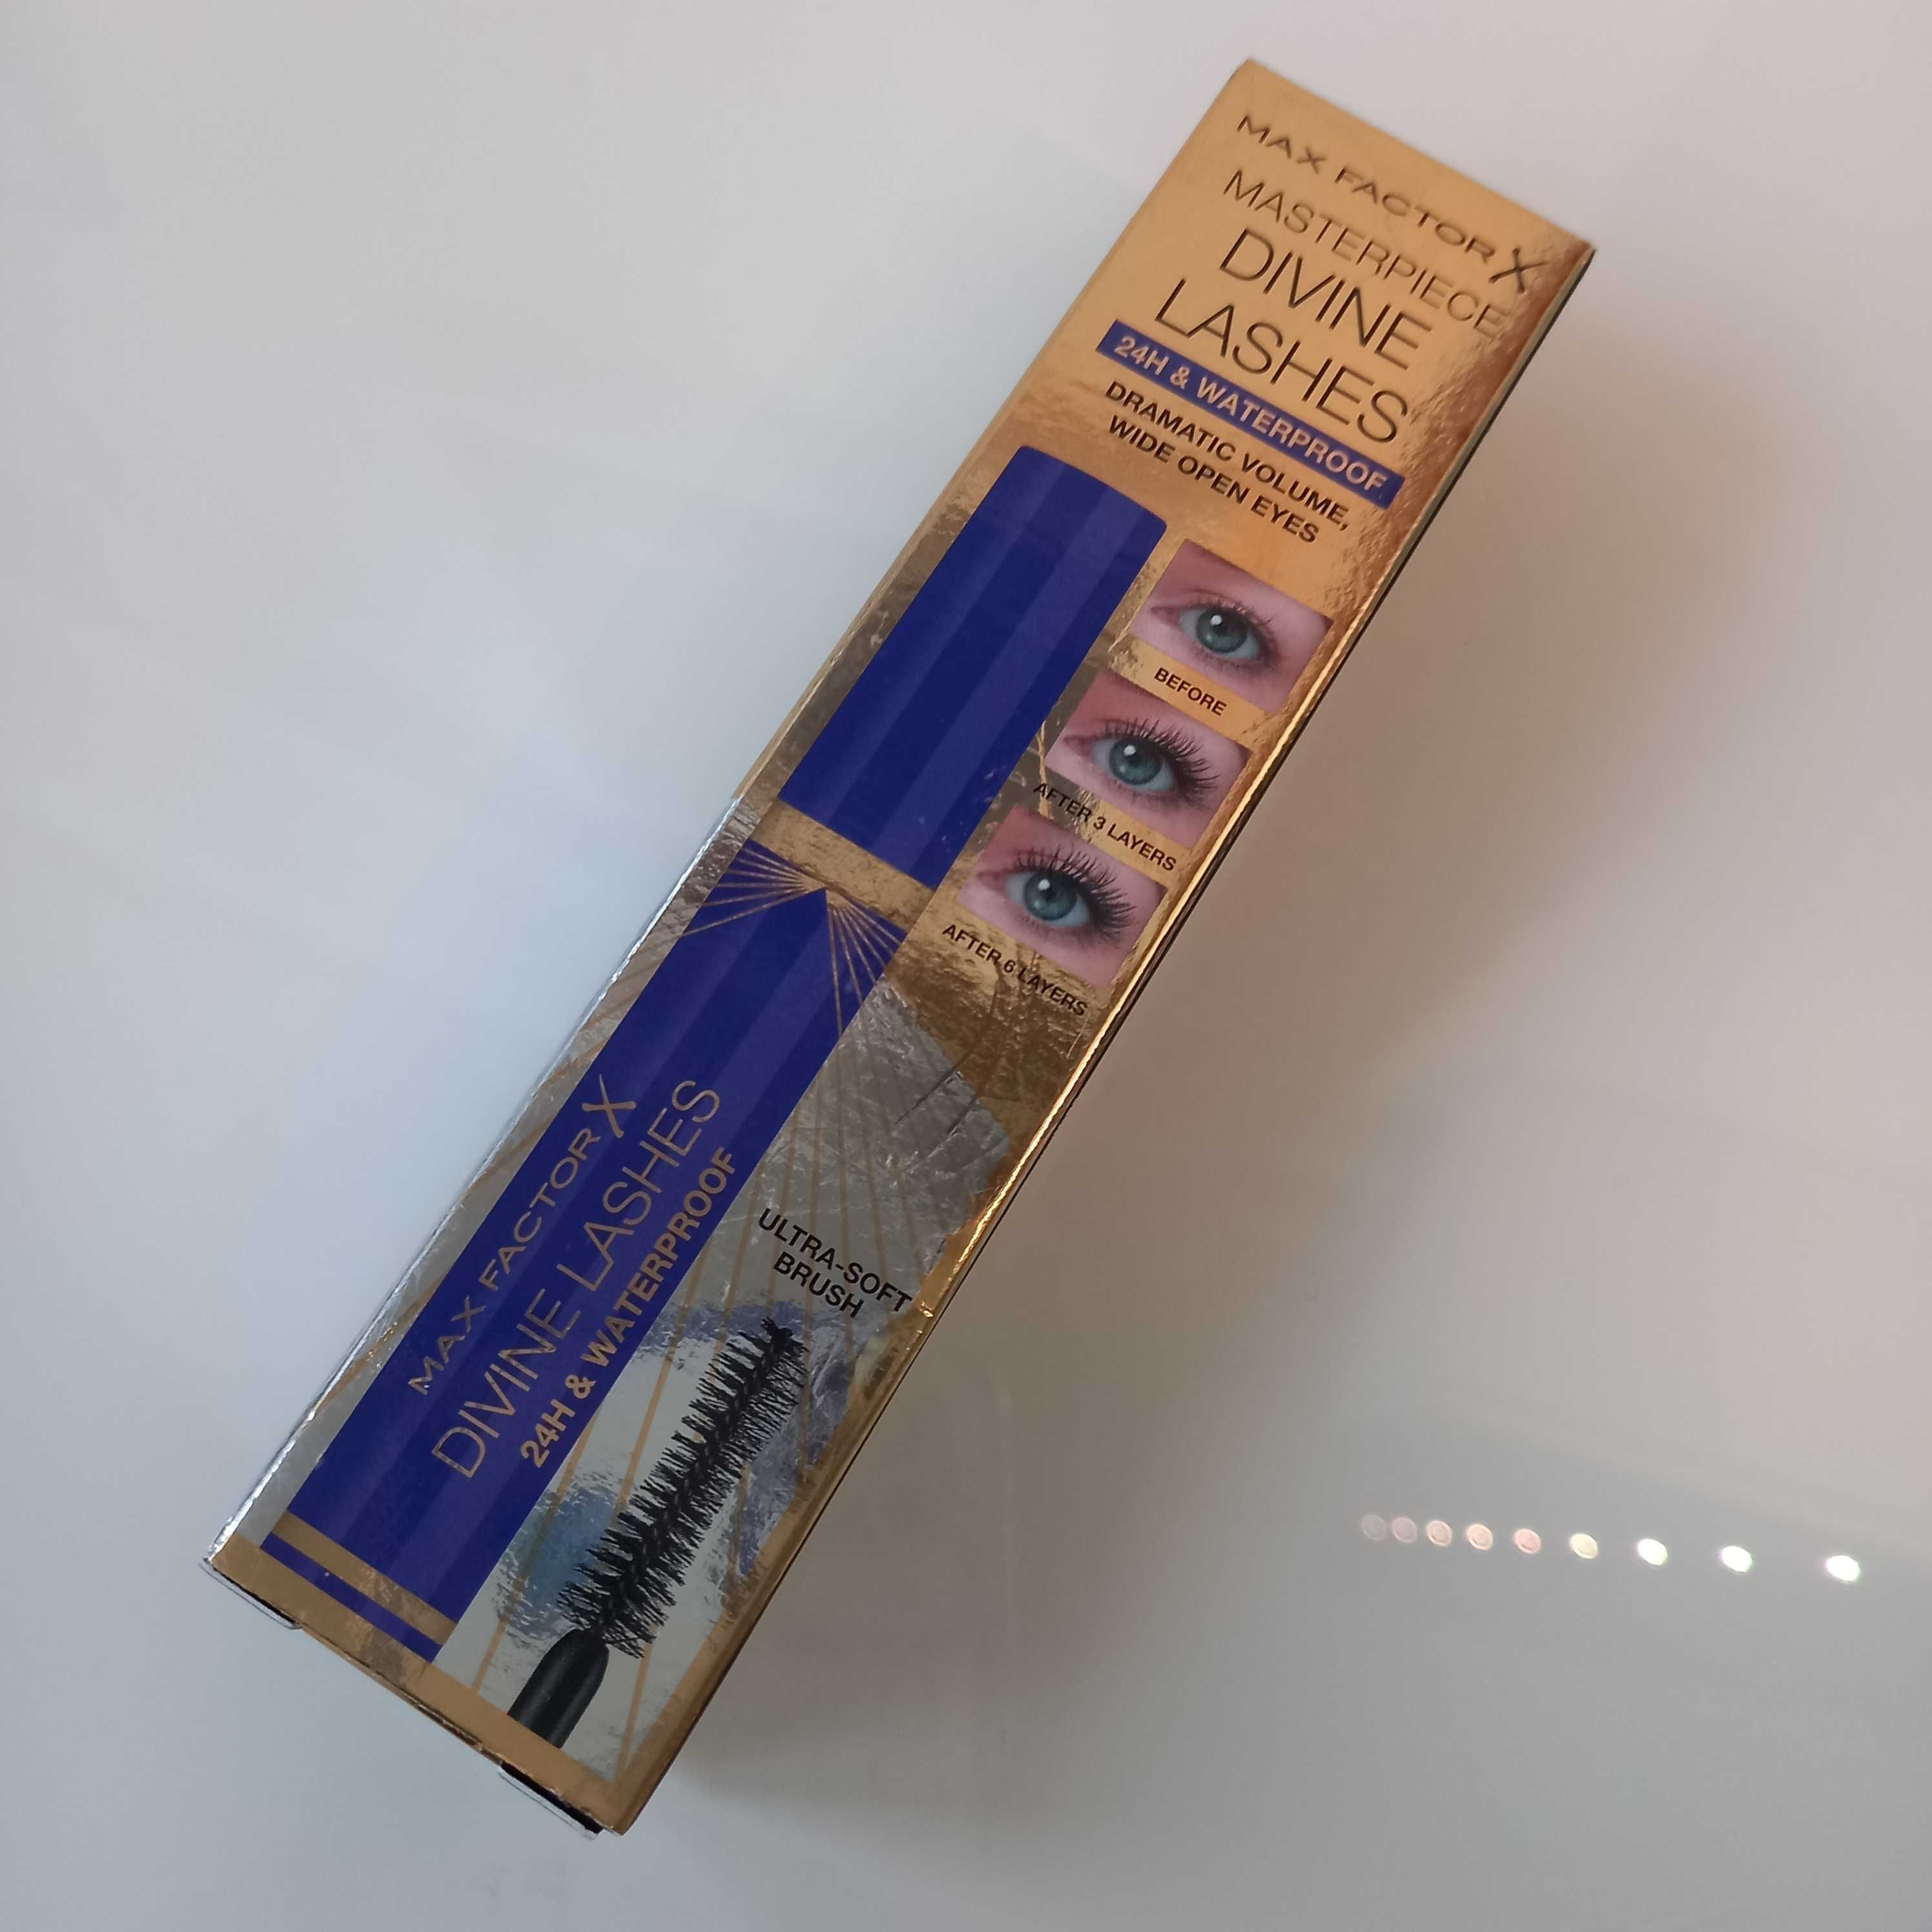 MAX FACTOR X
MASTERPIECE
DIVINE
LASHES
24H & WATERPROOF
DRAMATIC VOLUME,
WIDE OPEN EYES
BEFORE
AFTER 3 LAYERS
AFTER 6 LAYERS
MAX FACTOR X
DIVINE LASHES
24H & WATERPROOF
ULTRA-SOFT
BRUSH